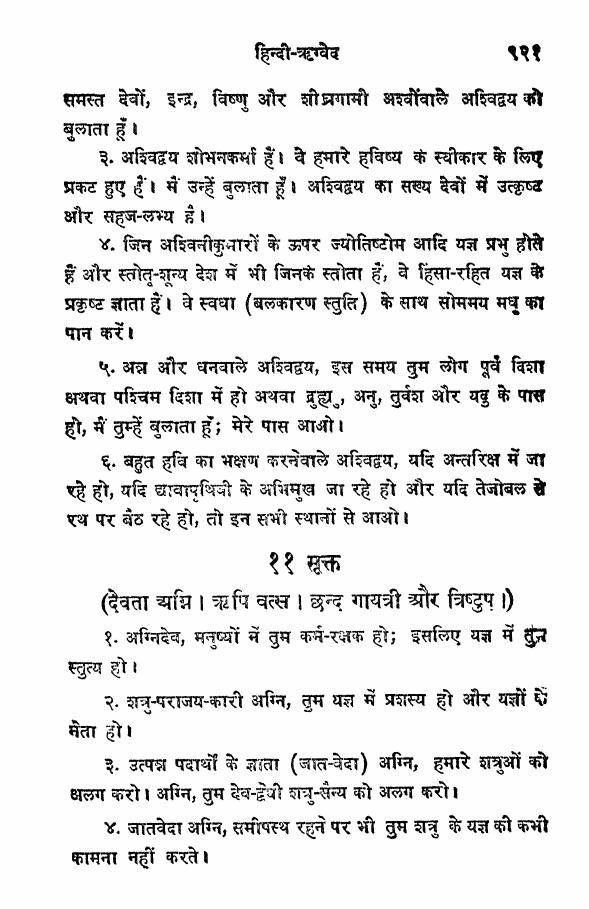 हिन्दी-ऋग्वेद ९२१
समस्त देवों, इन्द्र, विष्णु और शीघ्रगामी अश्वोंवाले अश्विद्वय को
बुलाता हूँ।
३. अश्विद्वय शोभनकर्मा हैं। वे हमारे हविष्य के स्वीकार के लिए
प्रकट हुए हैं। मैं उन्हें बुलाता हूँ। अश्विद्वय का सख्य देवों में उत्कृष्ट
और सहज-लभ्य है।
४. जिन अश्विनीकुमारों के ऊपर ज्योतिष्टोम आदि यज्ञ प्रभु होते
हैं और स्तोतृ-शून्य देश में भी जिनके स्तोता हैं, वे हिंसा-रहित यज्ञ के
प्रकृष्ट ज्ञाता हैं। वे स्वधा (बलकारण स्तुति) के साथ सोममय मधु का
पान करें।
५. अन्न और धनवाले अश्विद्वय, इस समय तुम लोग पूर्व दिशा
अथवा पश्चिम दिशा में हो अथवा द्रुह्यु, अनु, तुर्वश और यदु के पास
हो, मैं तुम्हें बुलाता हूँ; मेरे पास आओ।
६. बहुत हवि का भक्षण करनेवाले अश्विद्वय, यदि अन्तरिक्ष में जा
रहे हो, यदि द्यावापृथिवी के अभिमुख जा रहे हो और यदि तेजोबल से
रथ पर बैठ रहे हो, तो इन सभी स्थानों से आओ।
११ सूक्त
(देवता अग्नि। ऋषि वत्स। छन्द गायत्री और त्रिष्टुप।)
१. अग्निदेव, मनुष्यों में तुम कर्म-रक्षक हो; इसलिए यज्ञ में तुम
स्तुत्य हो।
२. शत्रु-पराजय-कारी अग्नि, तुम यज्ञ में प्रशस्य हो और यज्ञों के
नेता हो।
३. उत्पन्न पदार्थों के ज्ञाता (जात-वेदा) अग्नि, हमारे शत्रुओं को
अलग करो। अग्नि, तुम देव-द्वेषी शत्रु-सैन्य को अलग करो।
४. जातवेदा अग्नि, समीपस्थ रहने पर भी तुम शत्रु के यज्ञ की कभी
कामना नहीं करते।